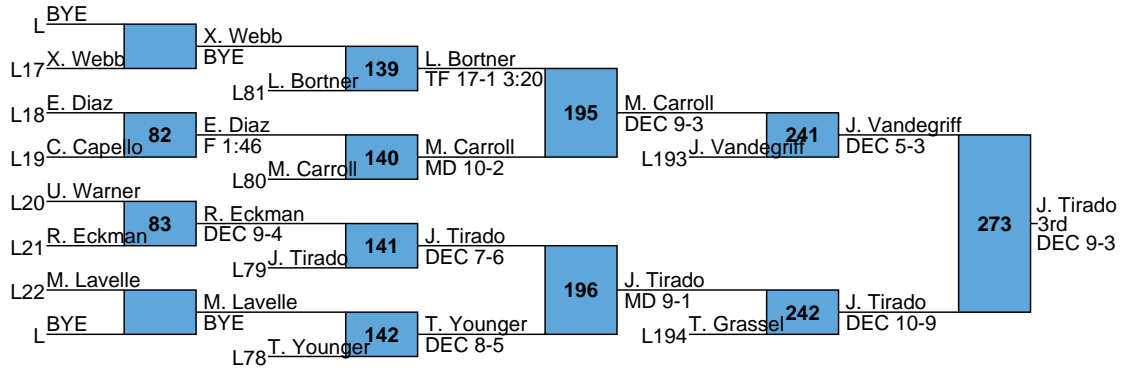 L BYE
L17 X. Webb
X. Webb
BYE
L81 L. Bortner
139
L. Bortner
TF 17-1 3:20
L18 E. Diaz
L19 C. Capello
82
E. Diaz
F 1:46
L80 M. Carroll
140
M. Carroll
MD 10-2
195
M. Carroll
DEC 9-3
L193 J. Vandegriff
241
J. Vandegriff
DEC 5-3
L20 U. Warner
L21 R. Eckman
83
R. Eckman
DEC 9-4
L79 J. Tirado
141
J. Tirado
DEC 7-6
L22 M. Lavelle
L BYE
M. Lavelle
BYE
L78 T. Younger
142
T. Younger
DEC 8-5
196
J. Tirado
MD 9-1
L194 T. Grassel
242
J. Tirado
DEC 10-9
273
J. Tirado
3rd
DEC 9-3